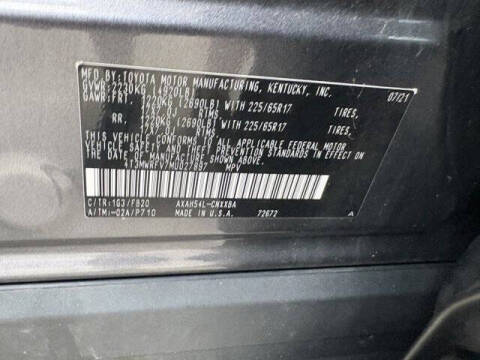 MFD.BY:TOYOTA MOTOR MANUFACTURING, KENTUCKY, INC.
GVWR:2230KG (4920LB) 07/21
GAWR:FRT. 1220KG (2690LB) WITH 225/65R17 TIRES,
RIMS
RR. 1220KG (2690LB) WITH 225/65R17 TIRES,
17X7 RIMS
THIS VEHICLE CONFORMS TO ALL APPLICABLE FEDERAL MOTOR
VEHICLE SAFETY AND THEFT PREVENTION STANDARDS IN EFFECT
ON THE DATE OF MANUFACTURE SHOWN ABOVE.
MPV
C/TR:1G3/FB20 AXAH54L-CNXXBA
A/TM:-02A/P710 MADE IN U.S.A. 72672 A